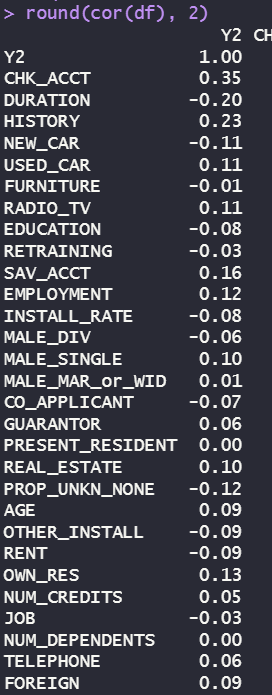 > round(cor(df), 2)
Y2 CH
Y2 1.00
CHK_ACCT 0.35
DURATION -0.20
HISTORY 0.23
NEW_CAR -0.11
USED_CAR 0.11
FURNITURE -0.01
RADIO_TV 0.11
EDUCATION -0.08
RETRAINING -0.03
SAV_ACCT 0.16
EMPLOYMENT 0.12
INSTALL_RATE -0.08
MALE_DIV -0.06
MALE_SINGLE 0.10
MALE_MAR_or_WID 0.01
CO_APPLICANT -0.07
GUARANTOR 0.06
PRESENT_RESIDENT 0.00
REAL_ESTATE 0.10
PROP_UNKN_NONE -0.12
AGE 0.09
OTHER_INSTALL -0.09
RENT -0.09
OWN_RES 0.13
NUM_CREDITS 0.05
JOB -0.03
NUM_DEPENDENTS 0.00
TELEPHONE 0.06
FOREIGN 0.09